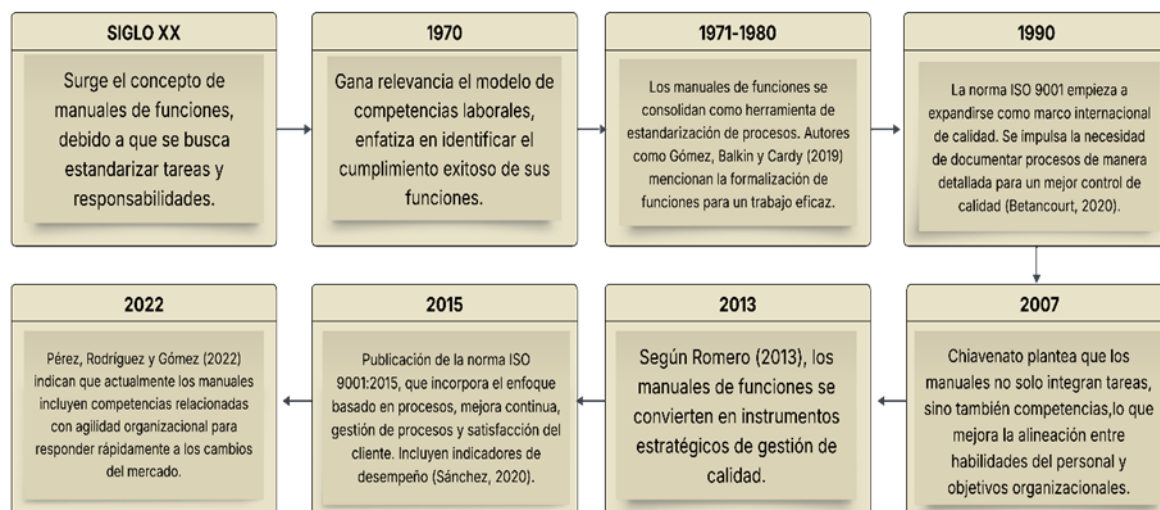 SIGLO XX
Surge el concepto de
manuales de funciones,
debido a que se busca
estandarizar tareas y
responsabilidades.
1970
Gana relevancia el modelo de
competencias laborales,
enfatiza en identificar el
cumplimiento exitoso de sus
funciones.
1971-1980
Los manuales de funciones se
consolidan como herramienta de
estandarización de procesos. Autores
como Gómez, Balkin y Cardy (2019)
mencionan la formalización de
funciones para un trabajo eficaz.
1990
La norma ISO 9001 empieza a
expandirse como marco internacional
de calidad. Se impulsa la necesidad
de documentar procesos de manera
detallada para un mejor control de
calidad (Betancourt, 2020).
2007
Chiavenato plantea que los
manuales no solo integran tareas,
sino también competencias,lo que
mejora la alineación entre
habilidades del personal y
objetivos organizacionales.
2013
Según Romero (2013), los
manuales de funciones se
convierten en instrumentos
estratégicos de gestión de
calidad.
2015
Publicación de la norma ISO
9001:2015, que incorpora el enfoque
basado en procesos, mejora continua,
gestión de procesos y satisfacción del
cliente. Incluyen indicadores de
desempeño (Sánchez, 2020).
2022
Pérez, Rodríguez y Gómez (2022)
indican que actualmente los manuales
incluyen competencias relacionadas
con agilidad organizacional para
responder rápidamente a los cambios
del mercado.